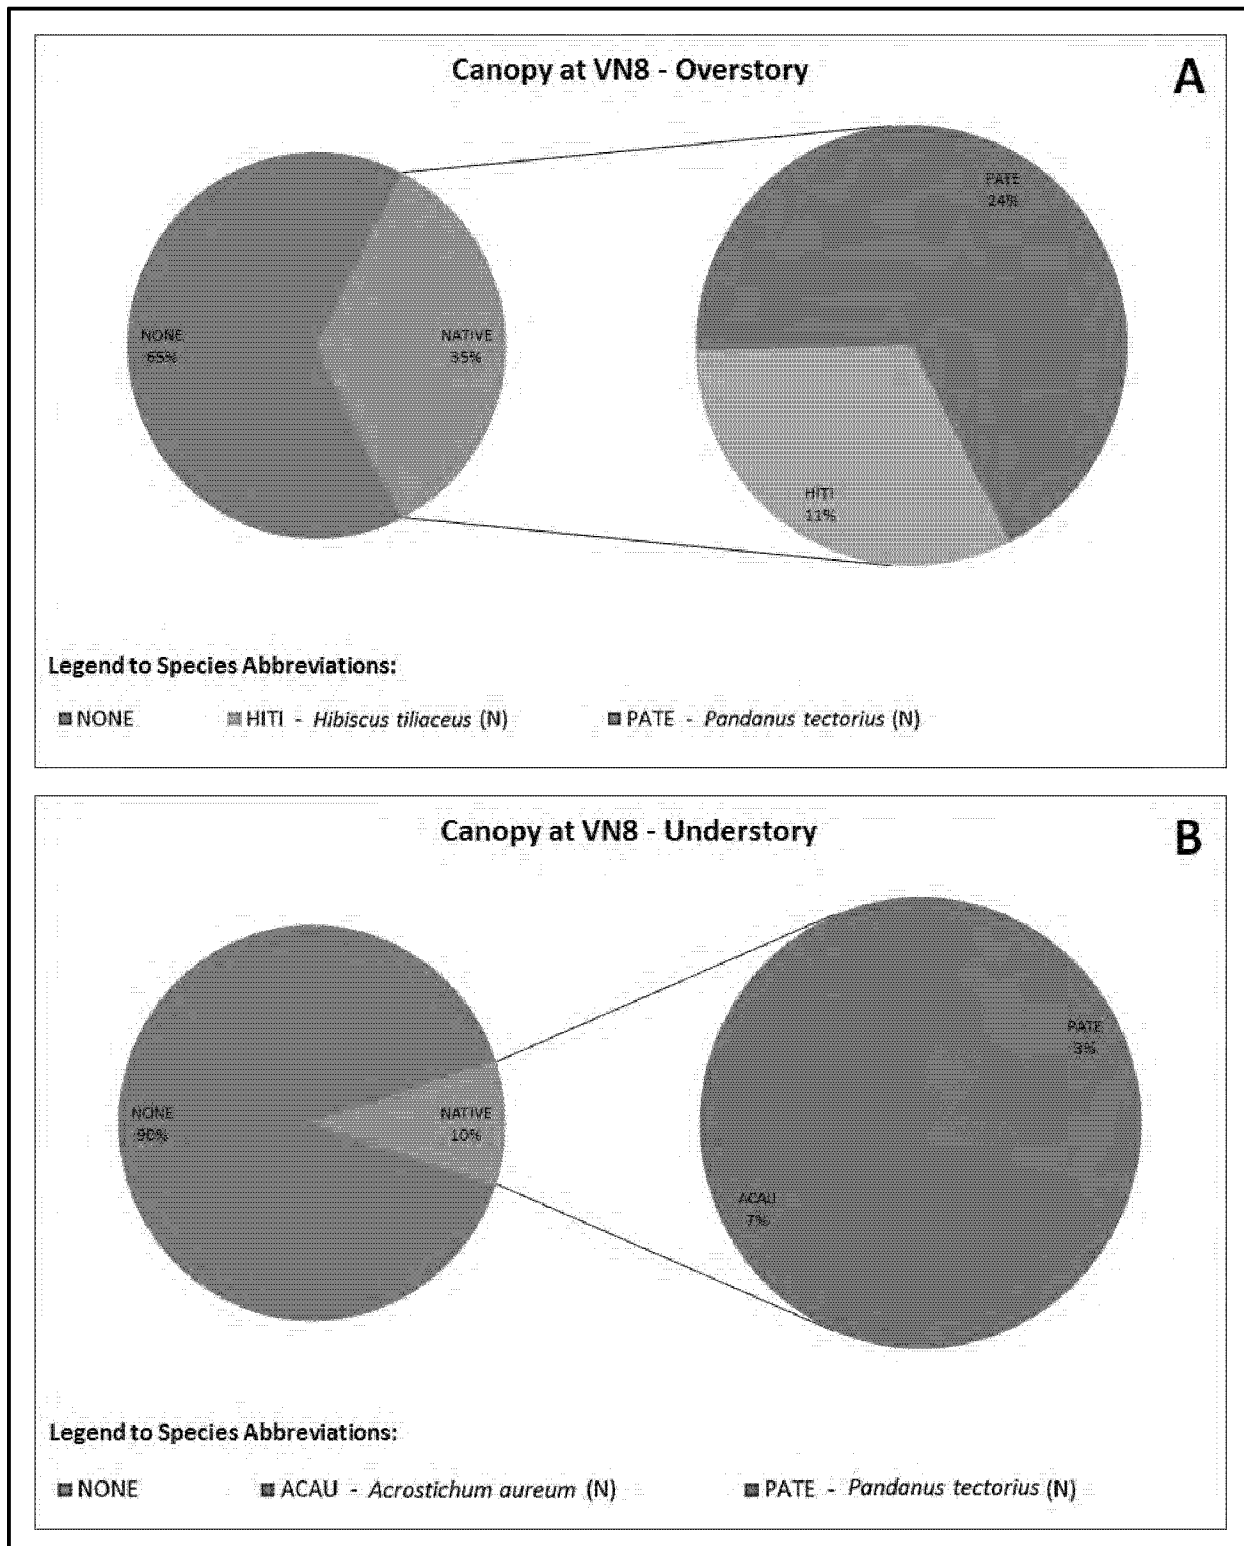 Canopy at VN8 - Overstory
A
PATE
24%
NONE
65%
NATIVE
35%
HITI
11%
Legend to Species Abbreviations:
NONE
HITI - Hibiscus tiliaceus (N)
PATE - Pandanus tectorius (N)
Canopy at VN8 - Understory
B
PATE
3%
NONE
90%
NATIVE
10%
ACAU
7%
Legend to Species Abbreviations:
NONE
ACAU - Acrostichum aureum (N)
PATE - Pandanus tectorius (N)